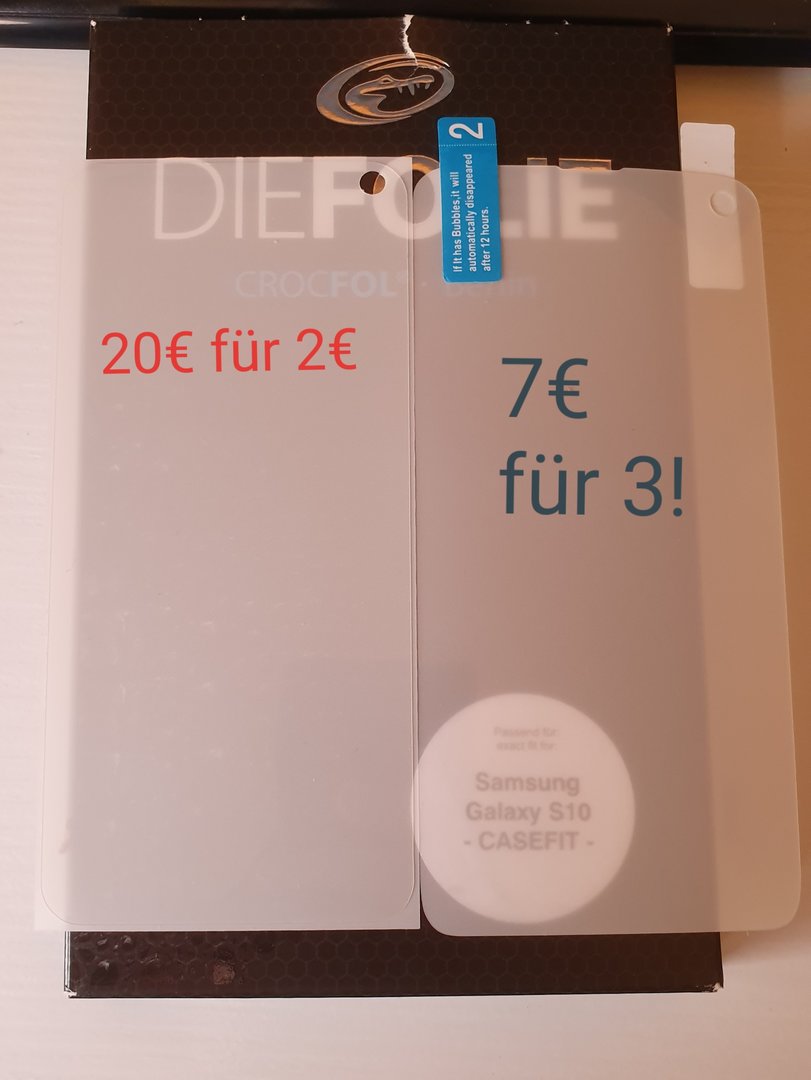 DIEFOLIE
CROCFOL® · Berlin
2
If It has Bubbles,it will
automatically disappeared
after 12 hours.
20€ für 2€
7€
für 3!
Passend für:
exact fit for:
Samsung
Galaxy S10
- CASEFIT -